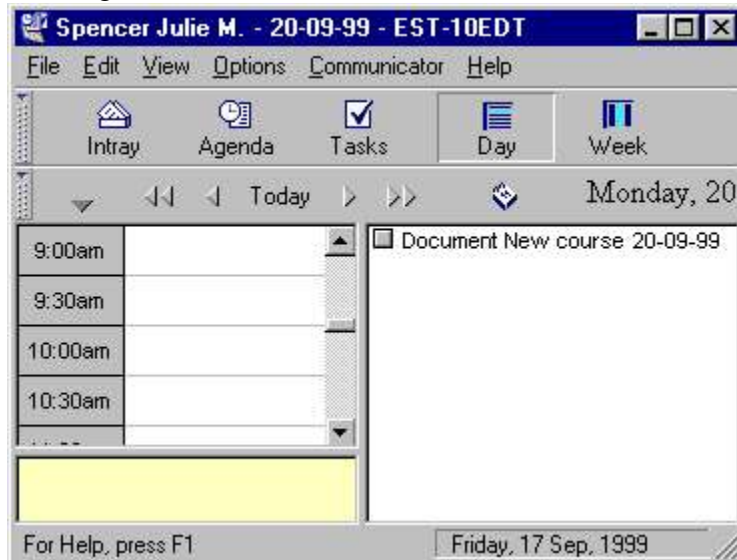 Spencer Julie M. - 20-09-99 - EST-10EDT
File Edit View Options Communicator Help
Intray Agenda Tasks Day Week
Today Monday, 20
9:00am
Document New course 20-09-99
9:30am
10:00am
10:30am
For Help, press F1 Friday, 17 Sep, 1999